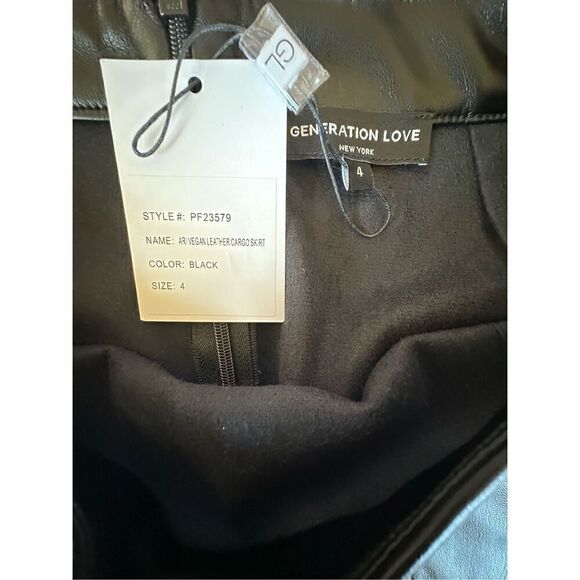 GL
GENERATION LOVE
NEW YORK
4
STYLE #: PF23579
NAME: ARI VEGAN LEATHER CARGO SKIRT
COLOR: BLACK
SIZE: 4